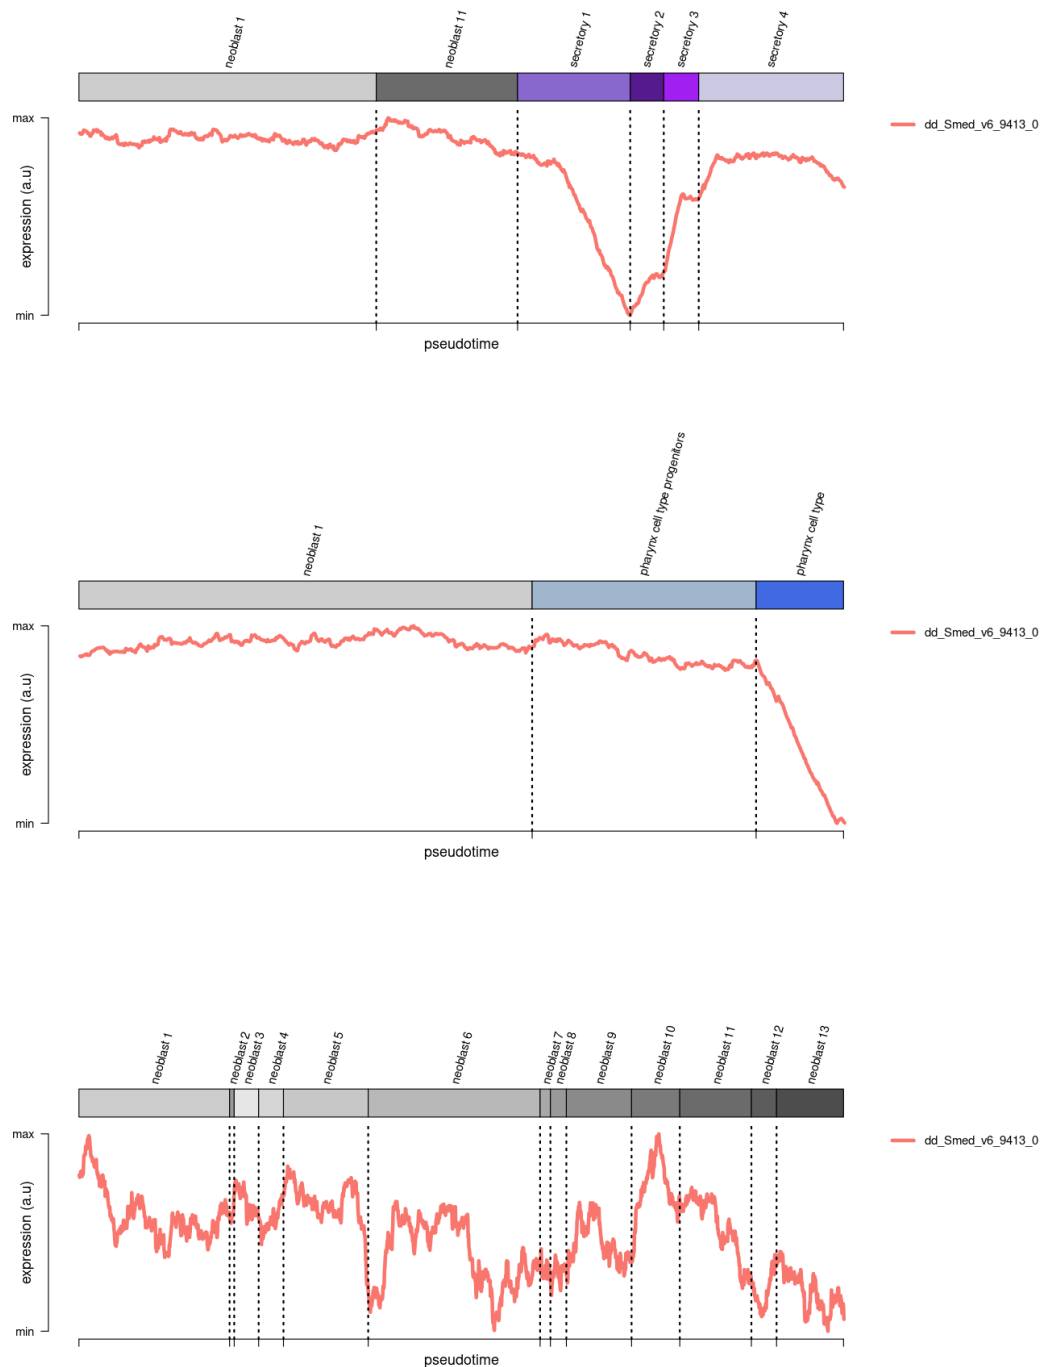 neoblast 1
neoblast 11
secretory 1
secretory 2
secretory 3
secretory 4
max
expression (a.u)
min
pseudotime
dd_Smed_v6_9413_0
neoblast 1
pharynx cell type progenitors
pharynx cell type
max
expression (a.u)
min
pseudotime
dd_Smed_v6_9413_0
neoblast 1
neoblast 2
neoblast 3
neoblast 4
neoblast 5
neoblast 6
neoblast 7
neoblast 8
neoblast 9
neoblast 10
neoblast 11
neoblast 12
neoblast 13
max
expression (a.u)
min
pseudotime
dd_Smed_v6_9413_0